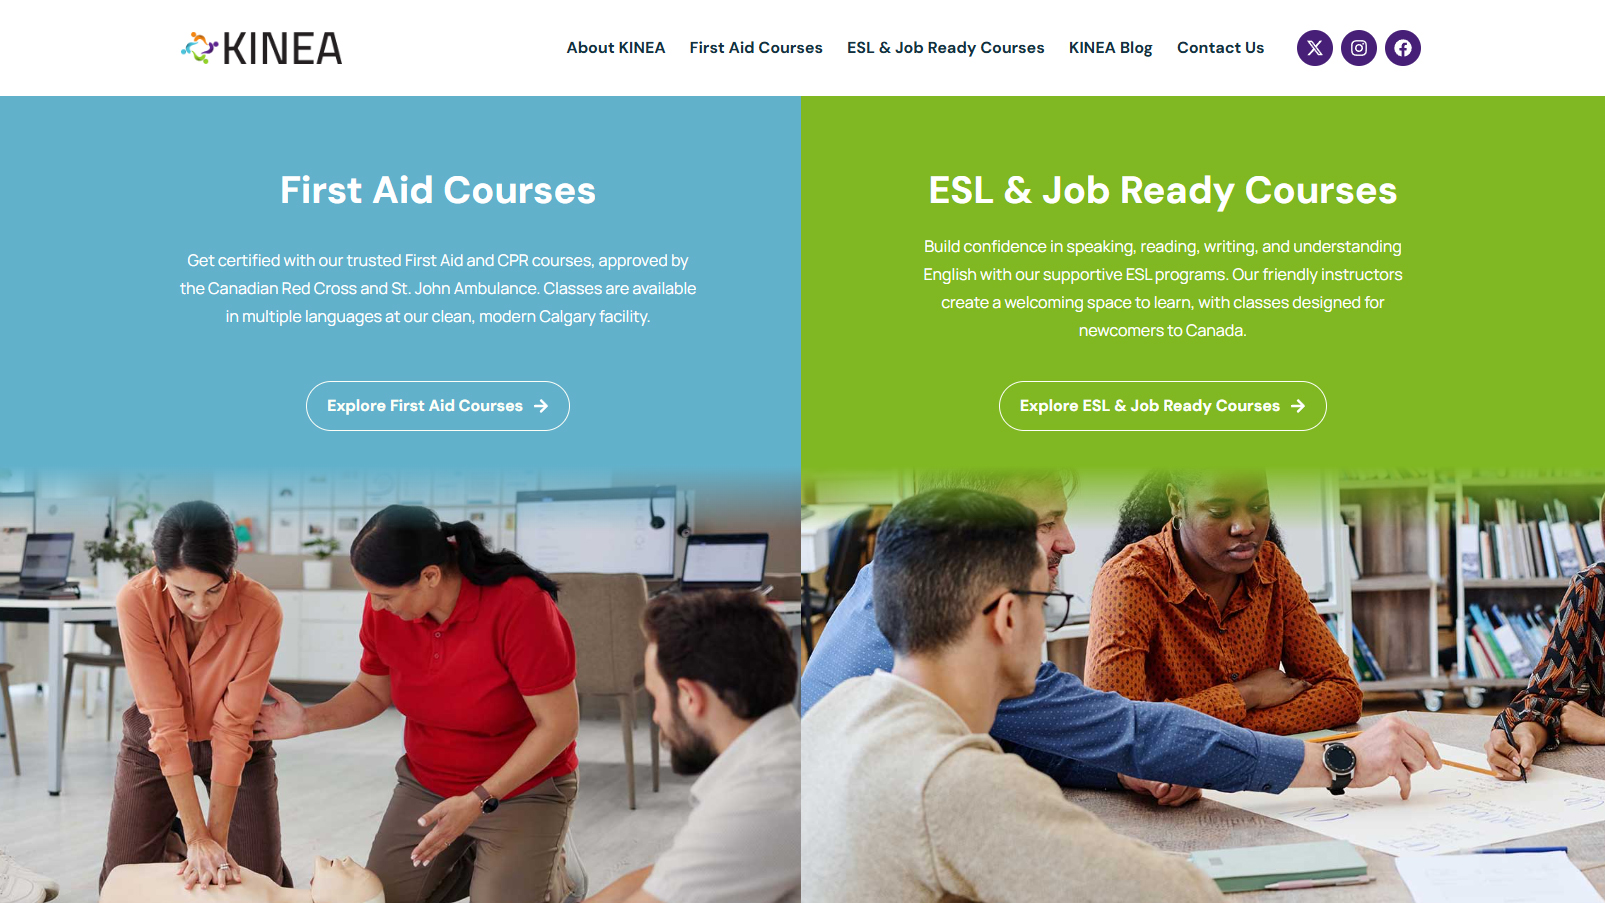 KINEA
About KINEA
First Aid Courses
ESL & Job Ready Courses
KINEA Blog
Contact Us
First Aid Courses
Get certified with our trusted First Aid and CPR courses, approved by
the Canadian Red Cross and St. John Ambulance. Classes are available
in multiple languages at our clean, modern Calgary facility.
Explore First Aid Courses
ESL & Job Ready Courses
Build confidence in speaking, reading, writing, and understanding
English with our supportive ESL programs. Our friendly instructors
create a welcoming space to learn, with classes designed for
newcomers to Canada.
Explore ESL & Job Ready Courses